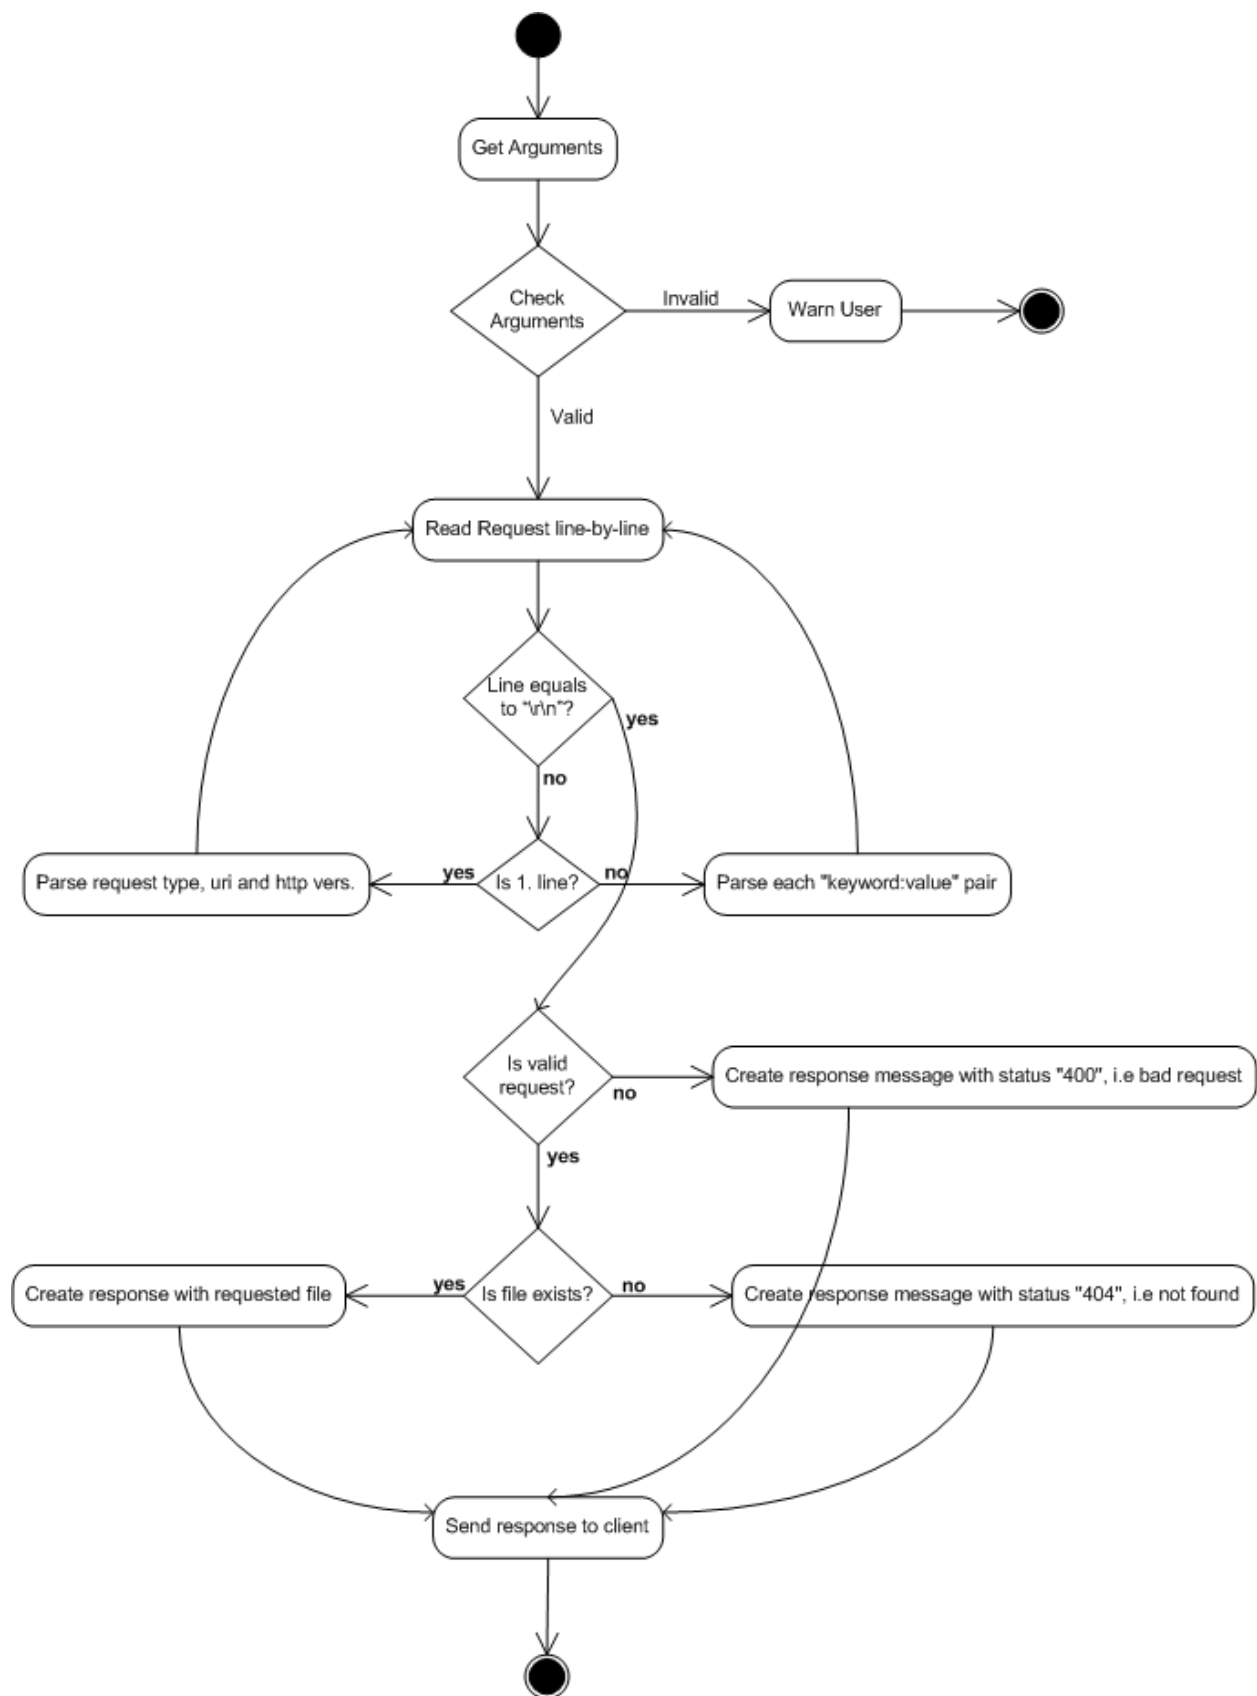 Get Arguments
Check
Arguments
Invalid
Warn User
Valid
Read Request line-by-line
Line equals
to “\r\n”?
yes
no
Parse request type, uri and http vers.
yes
Is 1. line?
no
Parse each "keyword:value" pair
Is valid
request?
no
Create response message with status "400", i.e bad request
yes
Create response with requested file
yes
Is file exists?
no
Create response message with status "404", i.e not found
Send response to client